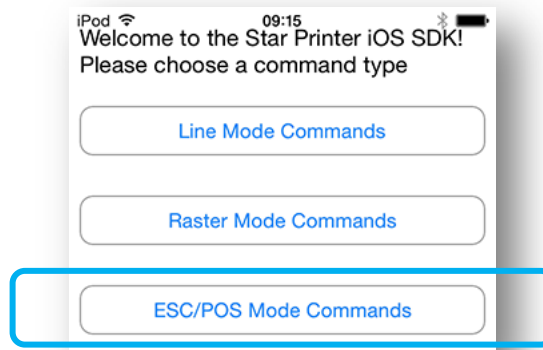 iPod 09:15
Welcome to the Star Printer iOS SDK!
Please choose a command type
Line Mode Commands
Raster Mode Commands
ESC/POS Mode Commands